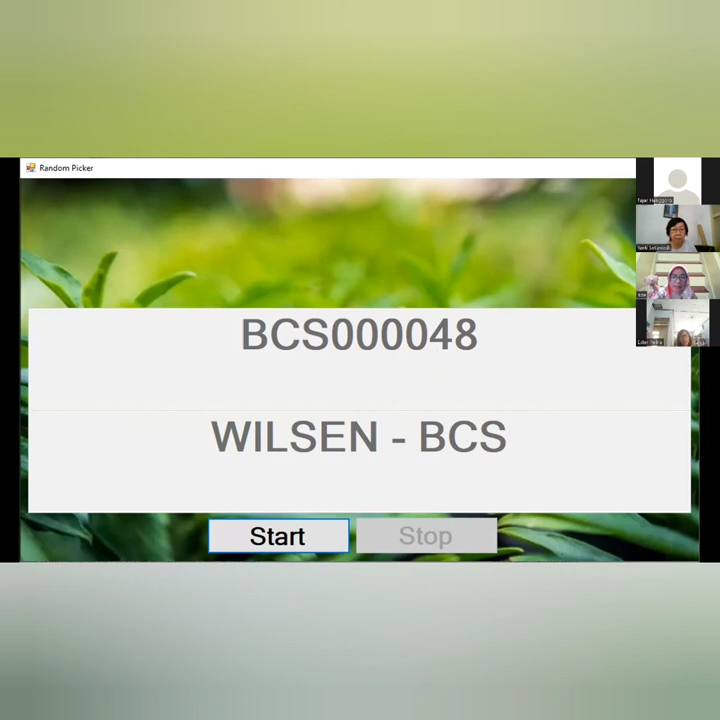 Random Picker
BCS000048
WILSEN - BCS
Start
Stop